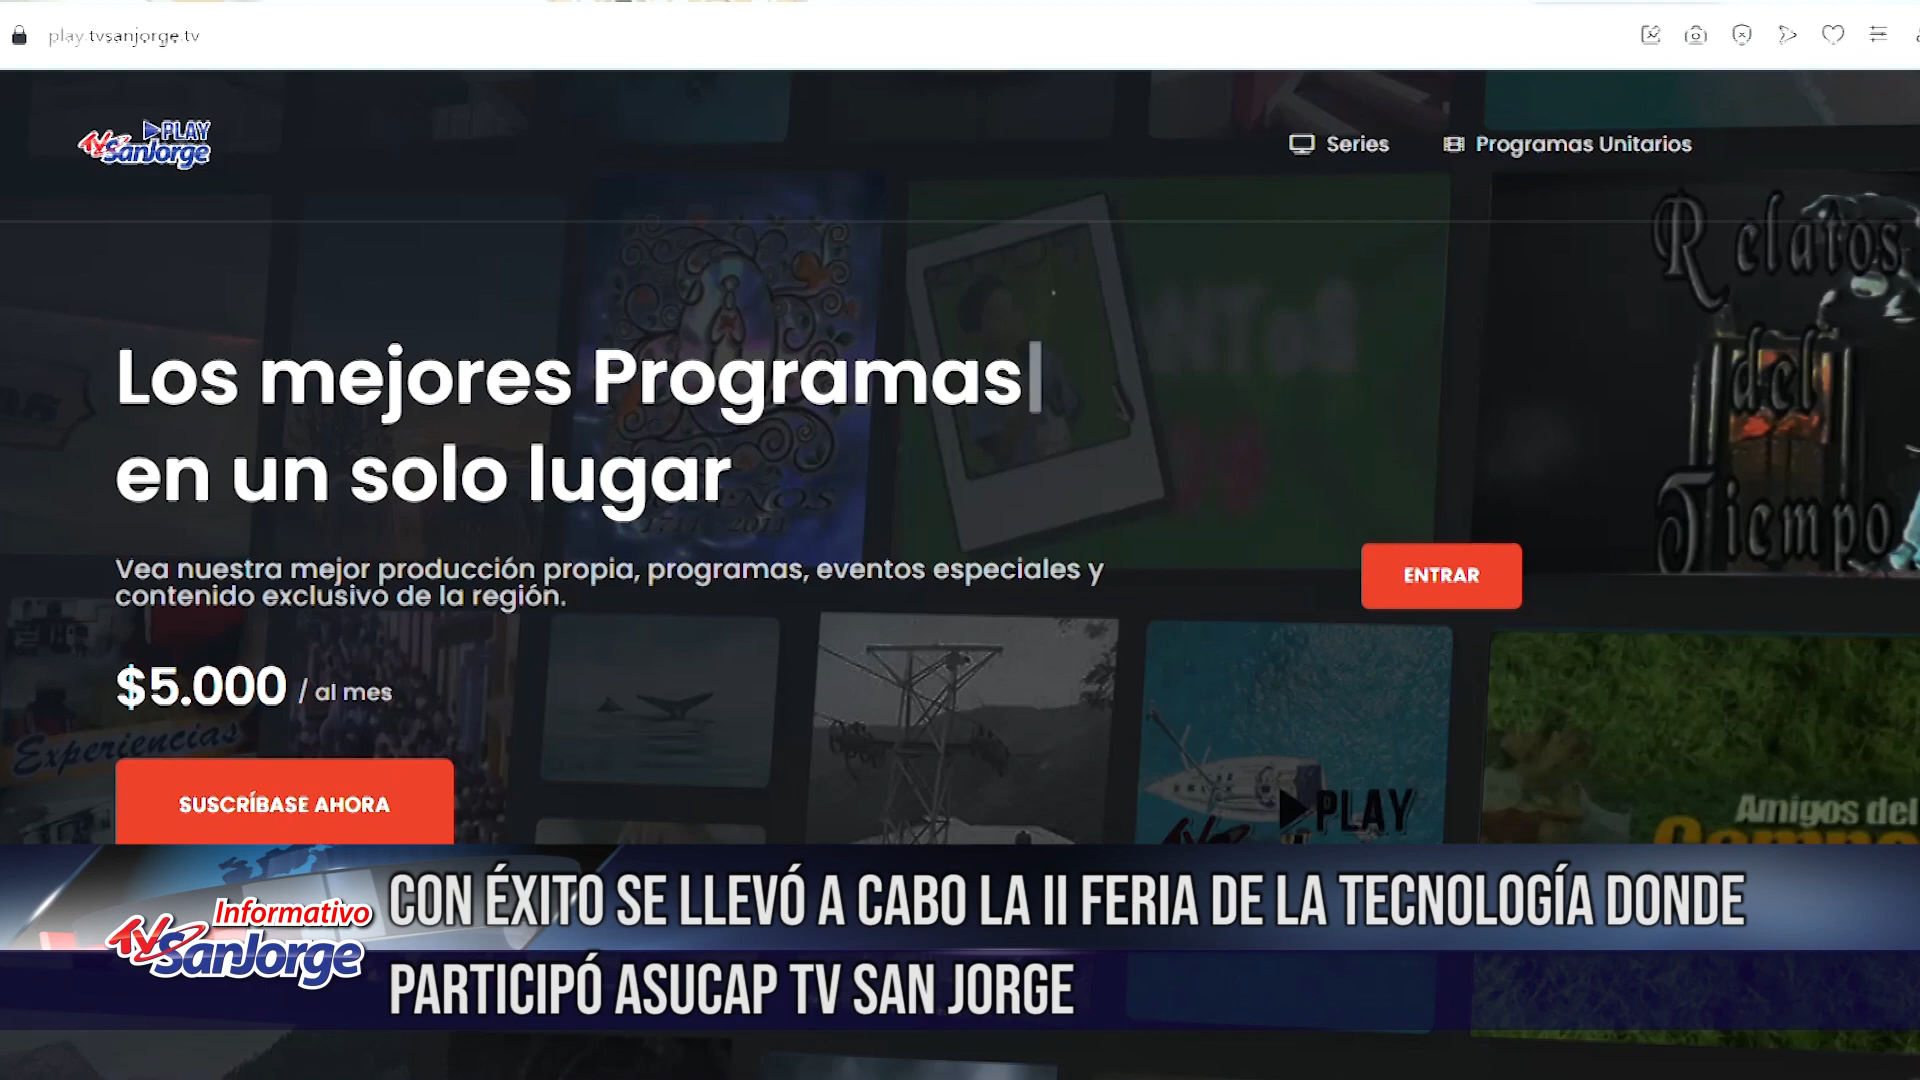 play.tvsanjorge.tv
PLAY
TV SanJorge
Series
Programas Unitarios
Relatos
del
Tiempo
Los mejores Programas
en un solo lugar
Vea nuestra mejor producción propia, programas, eventos especiales y
contenido exclusivo de la región.
ENTRAR
$5.000 / al mes
Experiencias
SUSCRÍBASE AHORA
PLAY
Amigos del
Informativo
TV SanJorge
CON ÉXITO SE LLEVÓ A CABO LA II FERIA DE LA TECNOLOGÍA DONDE
PARTICIPÓ ASUCAP TV SAN JORGE